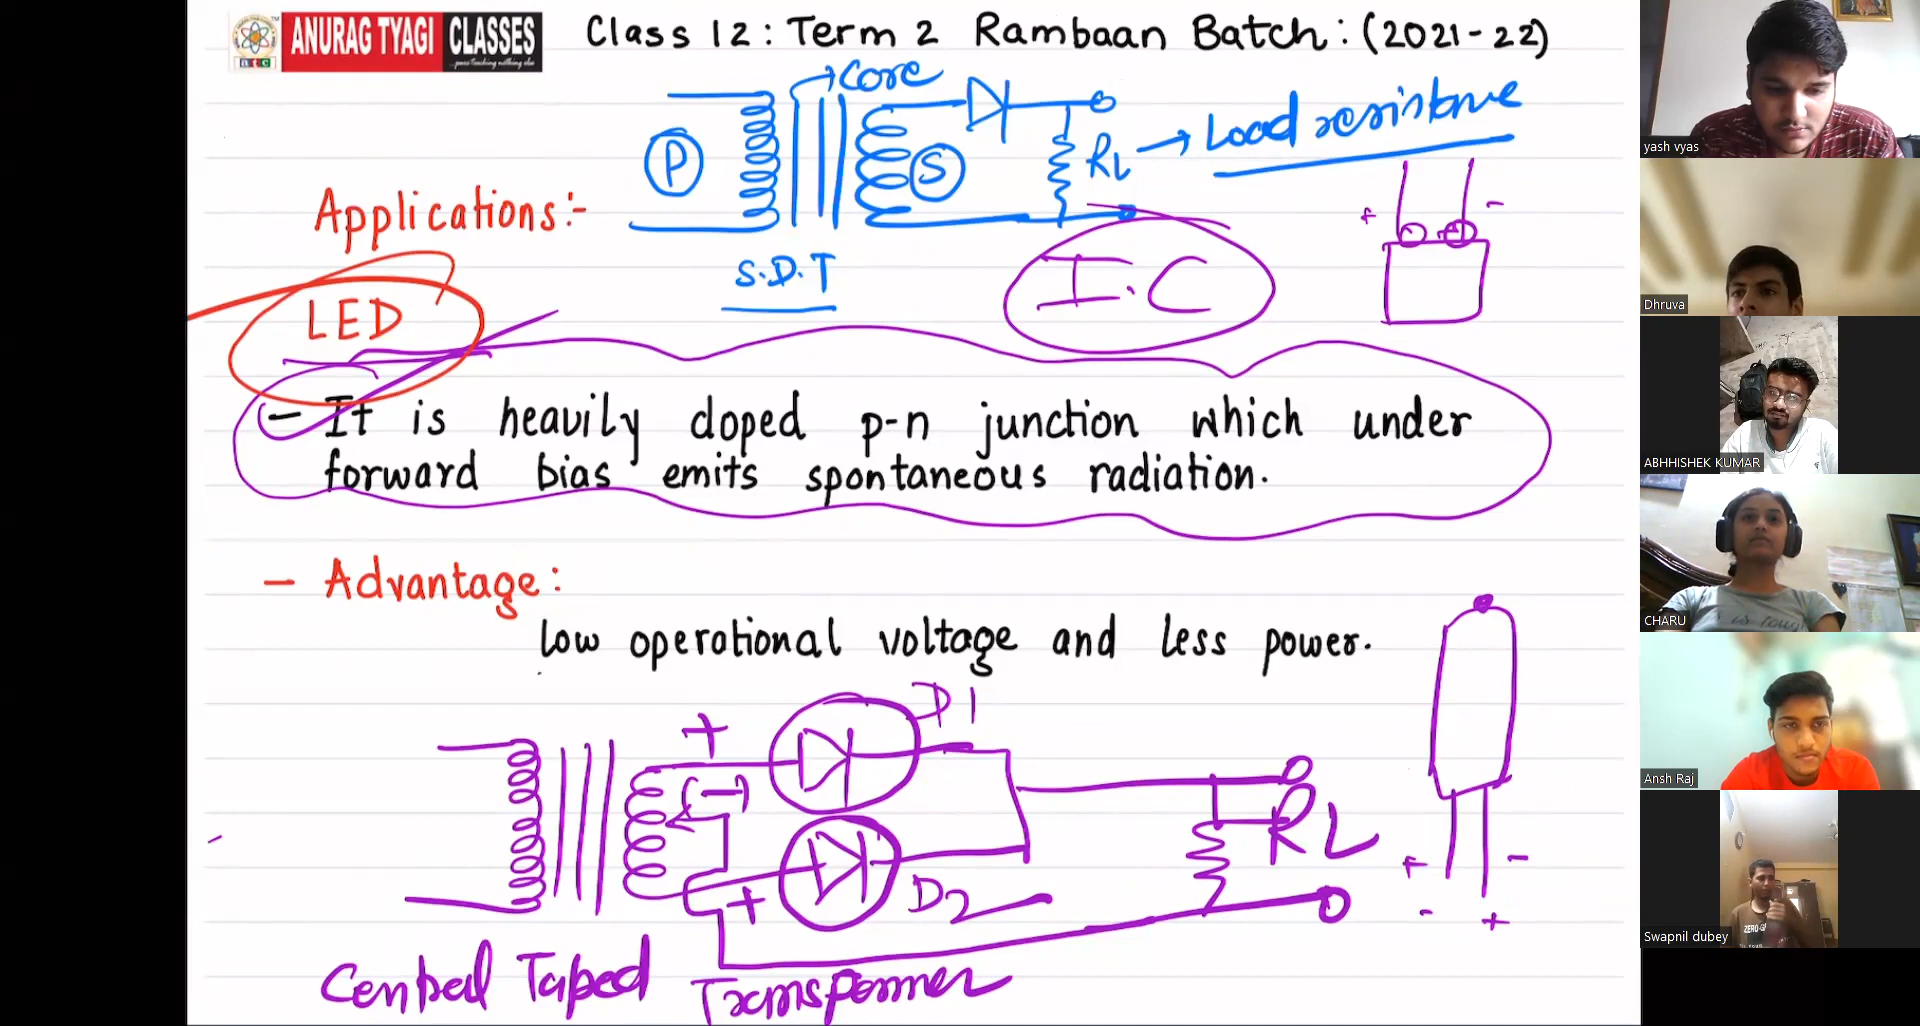 ANURAG TYAGI CLASSES
Class 12 : Term 2 Rambaan Batch : (2021-22)
Core
P
S
RL → Load resistance
Applications :-
S.D.T
I.C
+ -
LED
- It is heavily doped p-n junction which under
forward bias emits spontaneous radiation.
- Advantage :
low operational voltage and less power.
D1
+
(-)
RL
+
D2
+ -
- +
Central Taped Transformer
yash vyas
Dhruva
ABHHISHEK KUMAR
CHARU
Ansh Raj
Swapnil dubey